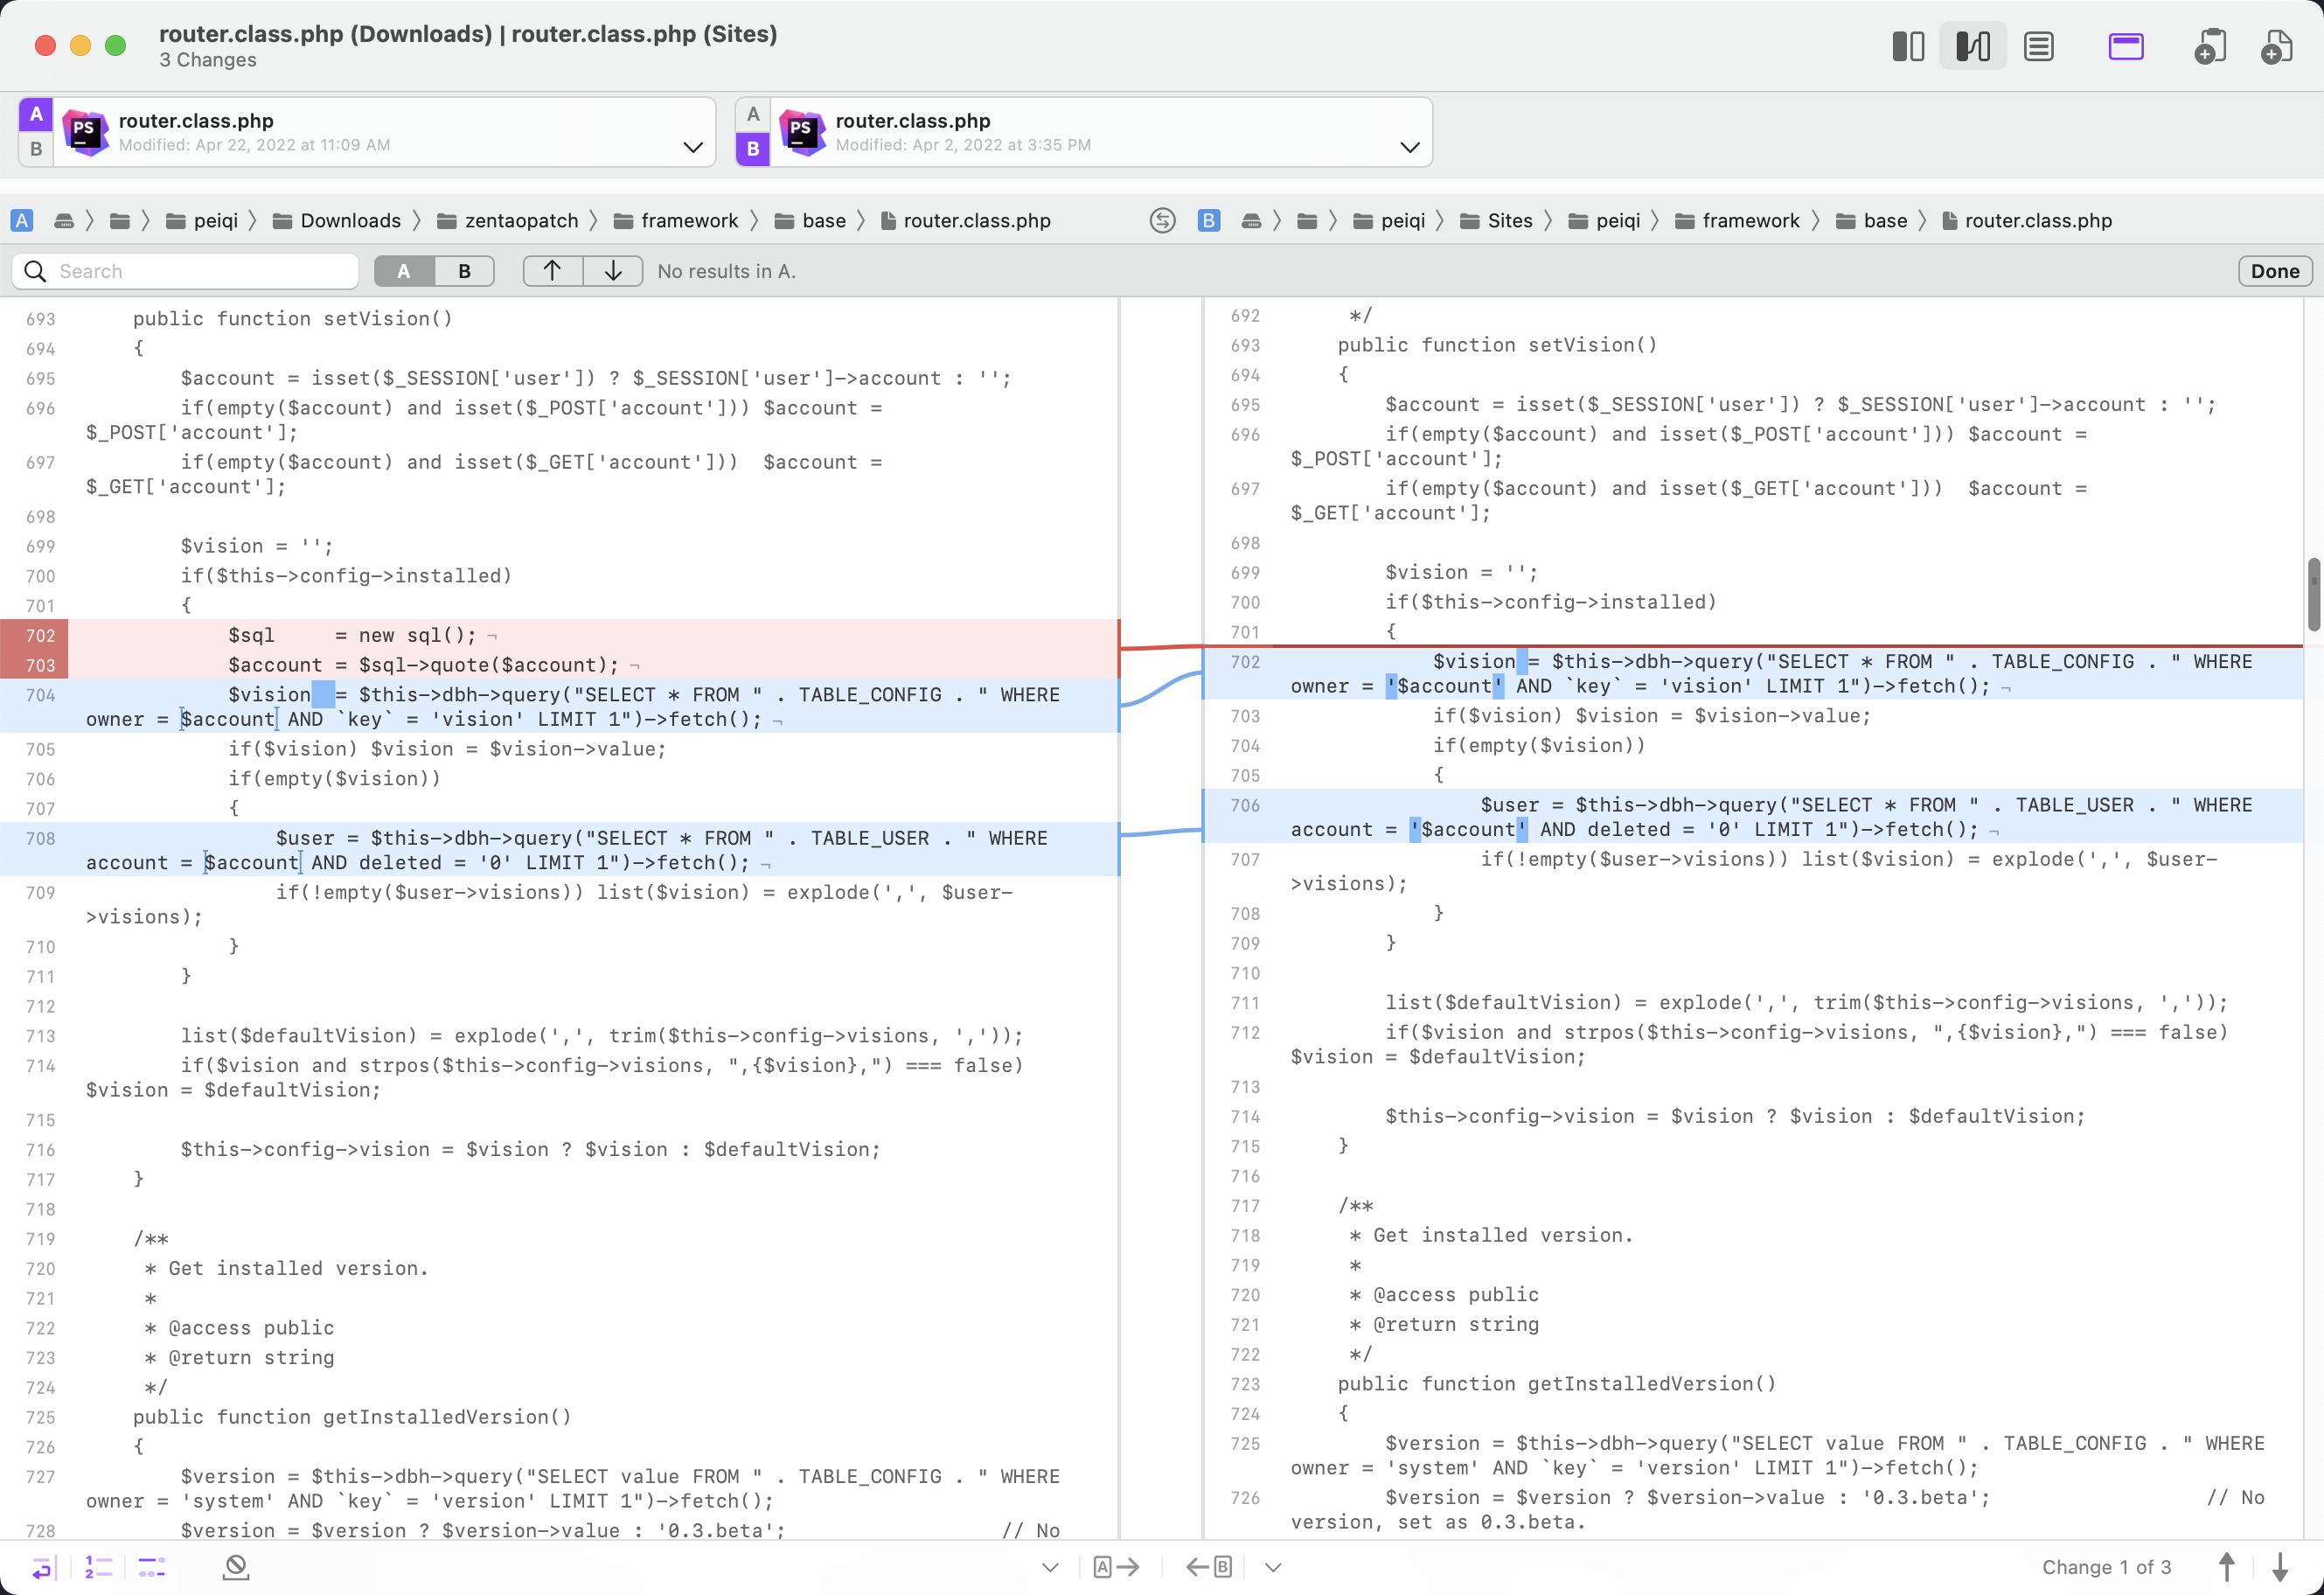 router.class.php (Downloads) | router.class.php (Sites)
3 Changes
A
B
PS
router.class.php
Modified: Apr 22, 2022 at 11:09 AM
A
B
PS
router.class.php
Modified: Apr 2, 2022 at 3:35 PM
A 〉 〉 peiqi 〉 Downloads 〉 zentaopatch 〉 framework 〉 base 〉 router.class.php
B 〉 〉 peiqi 〉 Sites 〉 peiqi 〉 framework 〉 base 〉 router.class.php
Search A B ↑ ↓ No results in A. Done
693 public function setVision()
694 {
695 $account = isset($_SESSION['user']) ? $_SESSION['user']->account : '';
696 if(empty($account) and isset($_POST['account'])) $account =
$_POST['account'];
697 if(empty($account) and isset($_GET['account']))  $account =
$_GET['account'];
698
699 $vision = '';
700 if($this->config->installed)
701 {
702 $sql     = new sql(); ¬
703 $account = $sql->quote($account); ¬
704 $vision  = $this->dbh->query("SELECT * FROM " . TABLE_CONFIG . " WHERE
owner = $account AND `key` = 'vision' LIMIT 1")->fetch(); ¬
705 if($vision) $vision = $vision->value;
706 if(empty($vision))
707 {
708 $user = $this->dbh->query("SELECT * FROM " . TABLE_USER . " WHERE
account = $account AND deleted = '0' LIMIT 1")->fetch(); ¬
709 if(!empty($user->visions)) list($vision) = explode(',', $user-
>visions);
710 }
711 }
712
713 list($defaultVision) = explode(',', trim($this->config->visions, ','));
714 if($vision and strpos($this->config->visions, ",{$vision},") === false)
$vision = $defaultVision;
715
716 $this->config->vision = $vision ? $vision : $defaultVision;
717 }
718
719 /**
720 * Get installed version.
721 *
722 * @access public
723 * @return string
724 */
725 public function getInstalledVersion()
726 {
727 $version = $this->dbh->query("SELECT value FROM " . TABLE_CONFIG . " WHERE
owner = 'system' AND `key` = 'version' LIMIT 1")->fetch();
728 $version = $version ? $version->value : '0.3.beta'; // No
692 */
693 public function setVision()
694 {
695 $account = isset($_SESSION['user']) ? $_SESSION['user']->account : '';
696 if(empty($account) and isset($_POST['account'])) $account =
$_POST['account'];
697 if(empty($account) and isset($_GET['account']))  $account =
$_GET['account'];
698
699 $vision = '';
700 if($this->config->installed)
701 {
702 $vision = $this->dbh->query("SELECT * FROM " . TABLE_CONFIG . " WHERE
owner = '$account' AND `key` = 'vision' LIMIT 1")->fetch(); ¬
703 if($vision) $vision = $vision->value;
704 if(empty($vision))
705 {
706 $user = $this->dbh->query("SELECT * FROM " . TABLE_USER . " WHERE
account = '$account' AND deleted = '0' LIMIT 1")->fetch(); ¬
707 if(!empty($user->visions)) list($vision) = explode(',', $user-
>visions);
708 }
709 }
710
711 list($defaultVision) = explode(',', trim($this->config->visions, ','));
712 if($vision and strpos($this->config->visions, ",{$vision},") === false)
$vision = $defaultVision;
713
714 $this->config->vision = $vision ? $vision : $defaultVision;
715 }
716
717 /**
718 * Get installed version.
719 *
720 * @access public
721 * @return string
722 */
723 public function getInstalledVersion()
724 {
725 $version = $this->dbh->query("SELECT value FROM " . TABLE_CONFIG . " WHERE
owner = 'system' AND `key` = 'version' LIMIT 1")->fetch();
726 $version = $version ? $version->value : '0.3.beta'; // No
version, set as 0.3.beta.
A→ ←B Change 1 of 3